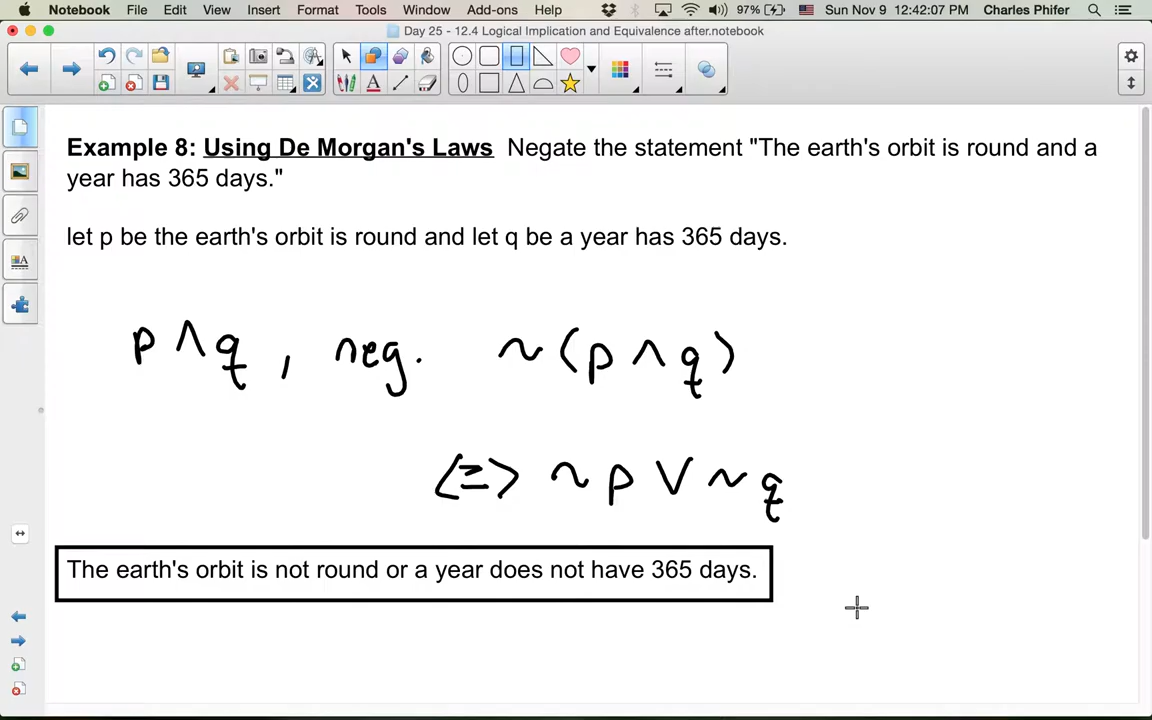 Notebook File Edit View Insert Format Tools Window Add-ons Help 97% Sun Nov 9 12:42:07 PM Charles Phifer
Day 25 - 12.4 Logical Implication and Equivalence after.notebook
Example 8: Using De Morgan's Laws Negate the statement "The earth's orbit is round and a
year has 365 days."
let p be the earth's orbit is round and let q be a year has 365 days.
p ∧ q , neg. ~(p ∧ q)
<=> ~p ∨ ~q
The earth's orbit is not round or a year does not have 365 days.